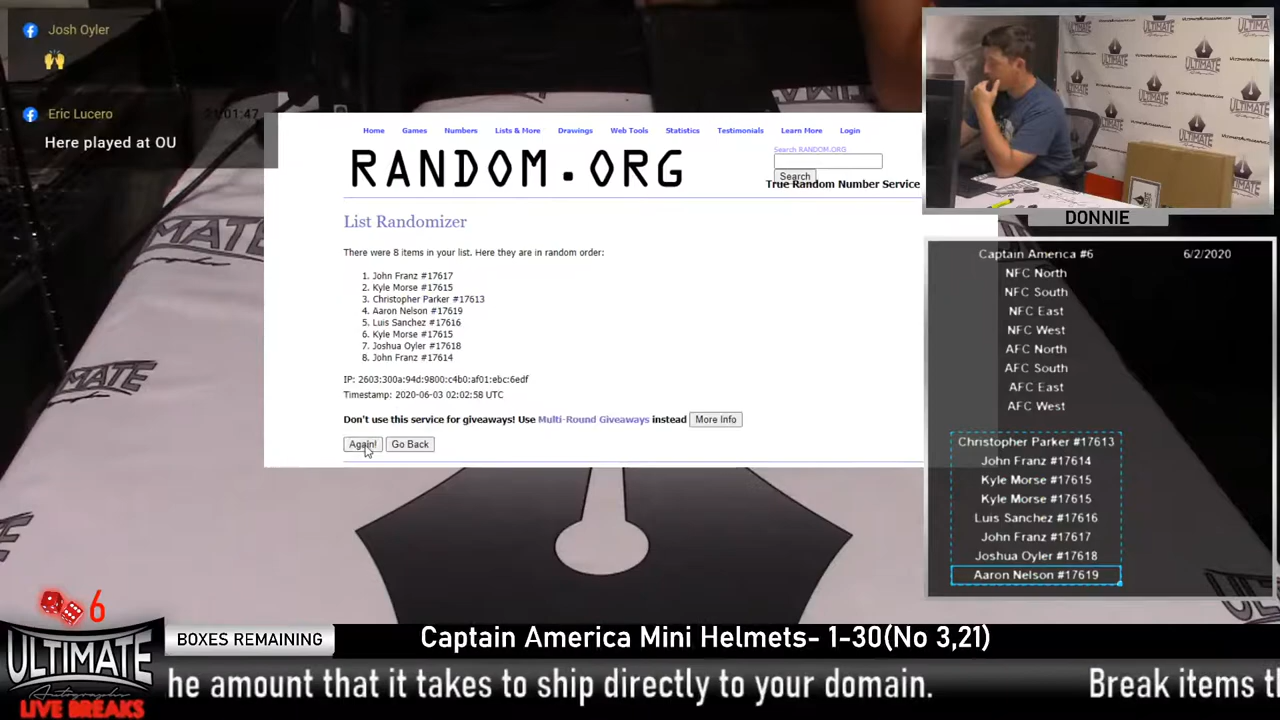 Josh Oyler
🙌
Eric Lucero
Here played at OU
Home Games Numbers Lists & More Drawings Web Tools Statistics Testimonials Learn More Login
RANDOM.ORG
Search RANDOM.ORG
Search
True Random Number Service
List Randomizer
There were 8 items in your list. Here they are in random order:
1. John Franz #17617
2. Kyle Morse #17615
3. Christopher Parker #17613
4. Aaron Nelson #17619
5. Luis Sanchez #17616
6. Kyle Morse #17615
7. Joshua Oyler #17618
8. John Franz #17614
IP: 2603:300a:94d:9800:c4b0:af01:ebc:6edf
Timestamp: 2020-06-03 02:02:58 UTC
Don't use this service for giveaways! Use Multi-Round Giveaways instead More Info
Again! Go Back
ULTIMATE
DONNIE
Captain America #6 6/2/2020
NFC North
NFC South
NFC East
NFC West
AFC North
AFC South
AFC East
AFC West
Christopher Parker #17613
John Franz #17614
Kyle Morse #17615
Kyle Morse #17615
Luis Sanchez #17616
John Franz #17617
Joshua Oyler #17618
Aaron Nelson #17619
6
ULTIMATE
Autographs
LIVE BREAKS
BOXES REMAINING
Captain America Mini Helmets- 1-30(No 3,21)
he amount that it takes to ship directly to your domain.
Break items th